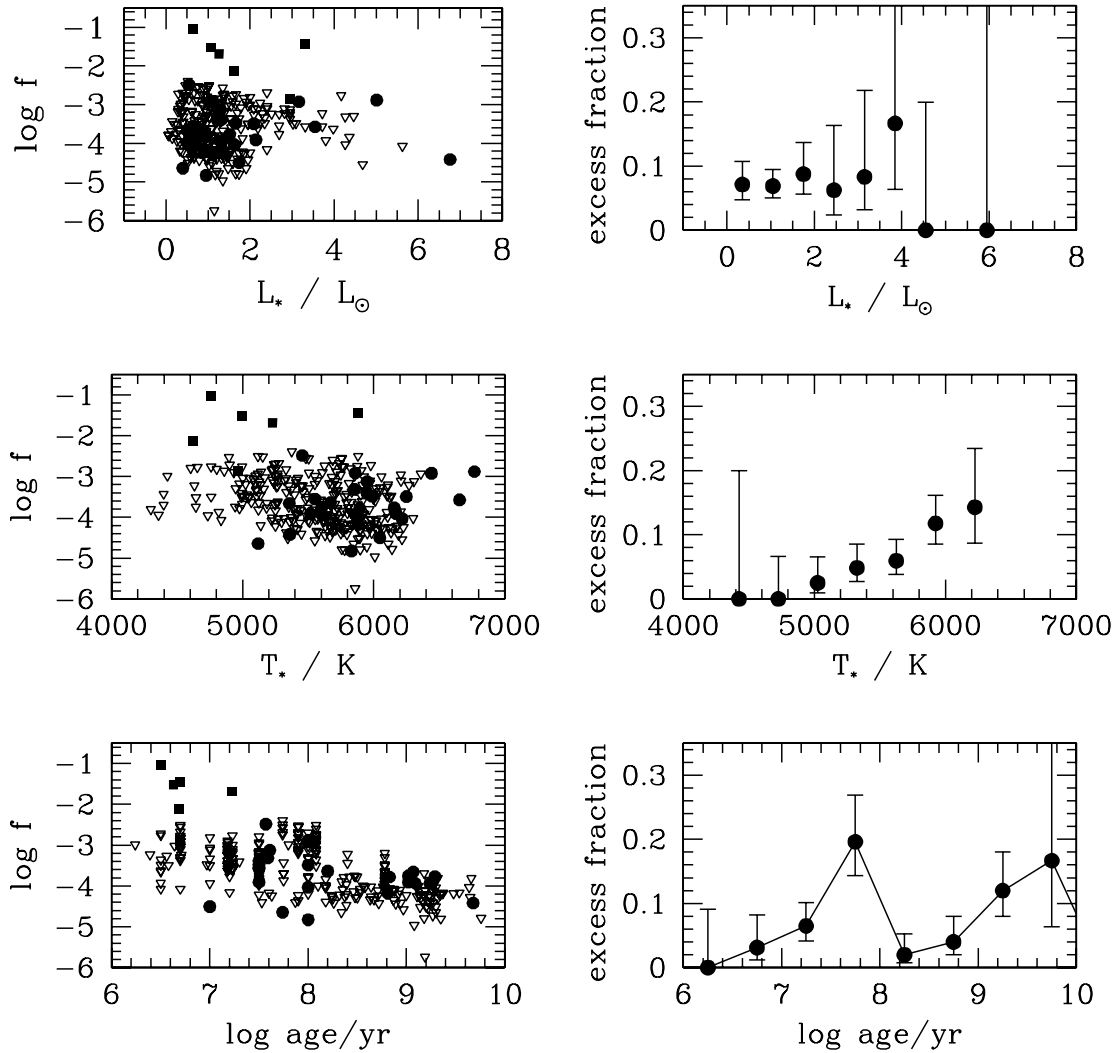 log f
−1
−2
−3
−4
−5
−6
0 2 4 6 8
L* / L⊙
excess fraction
0.3
0.2
0.1
0
0 2 4 6 8
L* / L⊙
log f
−1
−2
−3
−4
−5
−6
4000 5000 6000 7000
T* / K
excess fraction
0.3
0.2
0.1
0
4000 5000 6000 7000
T* / K
log f
−1
−2
−3
−4
−5
−6
6 7 8 9 10
log age/yr
excess fraction
0.3
0.2
0.1
0
6 7 8 9 10
log age/yr